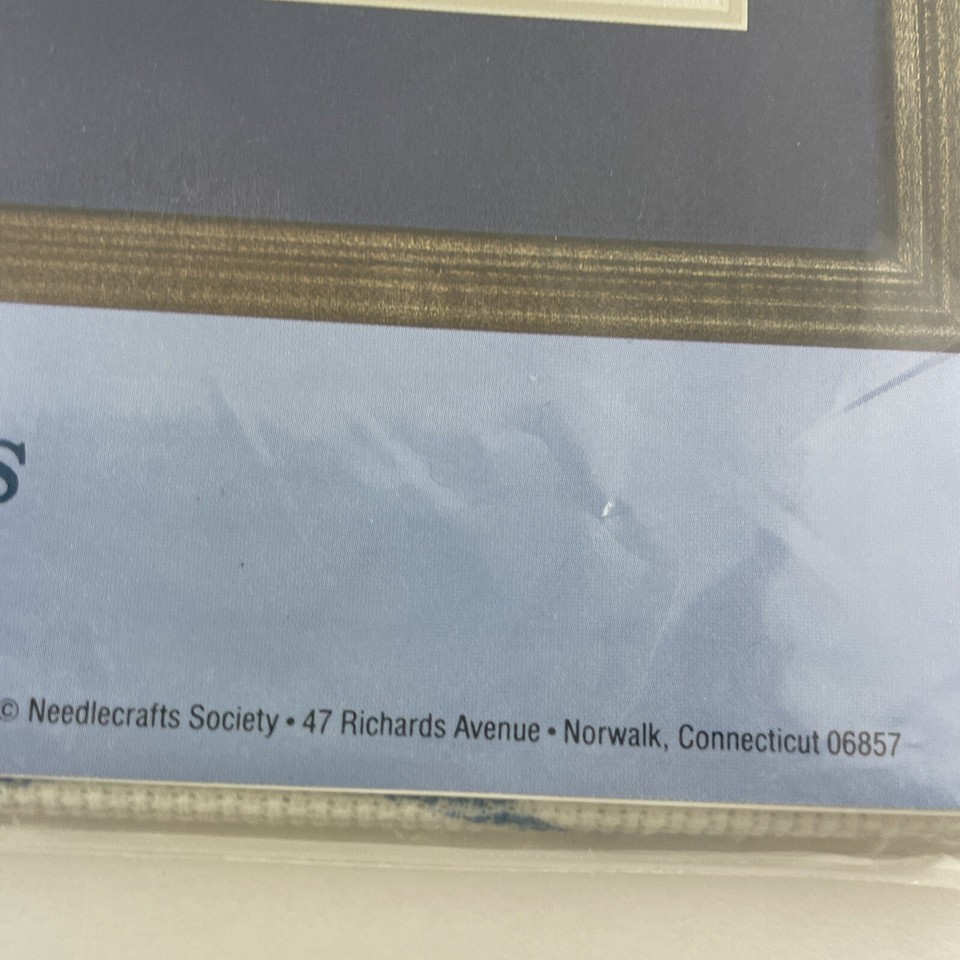 s
© Needlecrafts Society • 47 Richards Avenue • Norwalk, Connecticut 06857